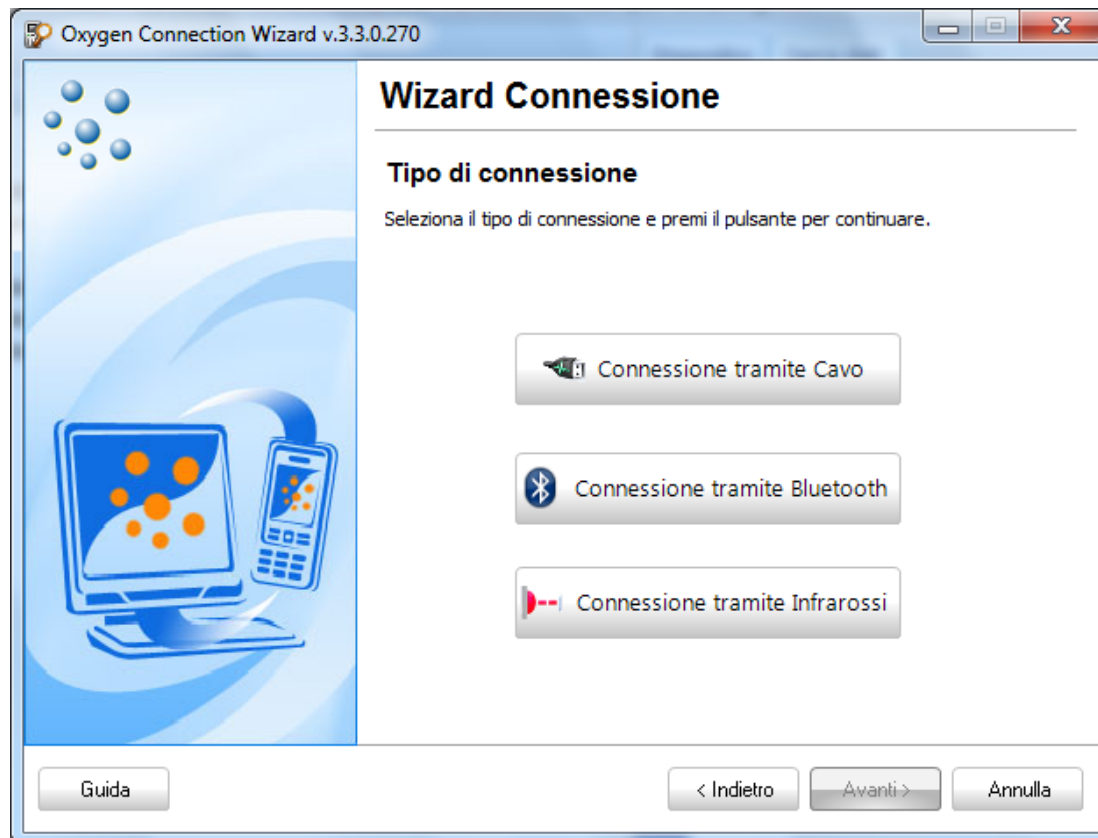 Oxygen Connection Wizard v.3.3.0.270
Wizard Connessione
Tipo di connessione
Seleziona il tipo di connessione e premi il pulsante per continuare.
Connessione tramite Cavo
Connessione tramite Bluetooth
Connessione tramite Infrarossi
Guida
< Indietro
Avanti >
Annulla